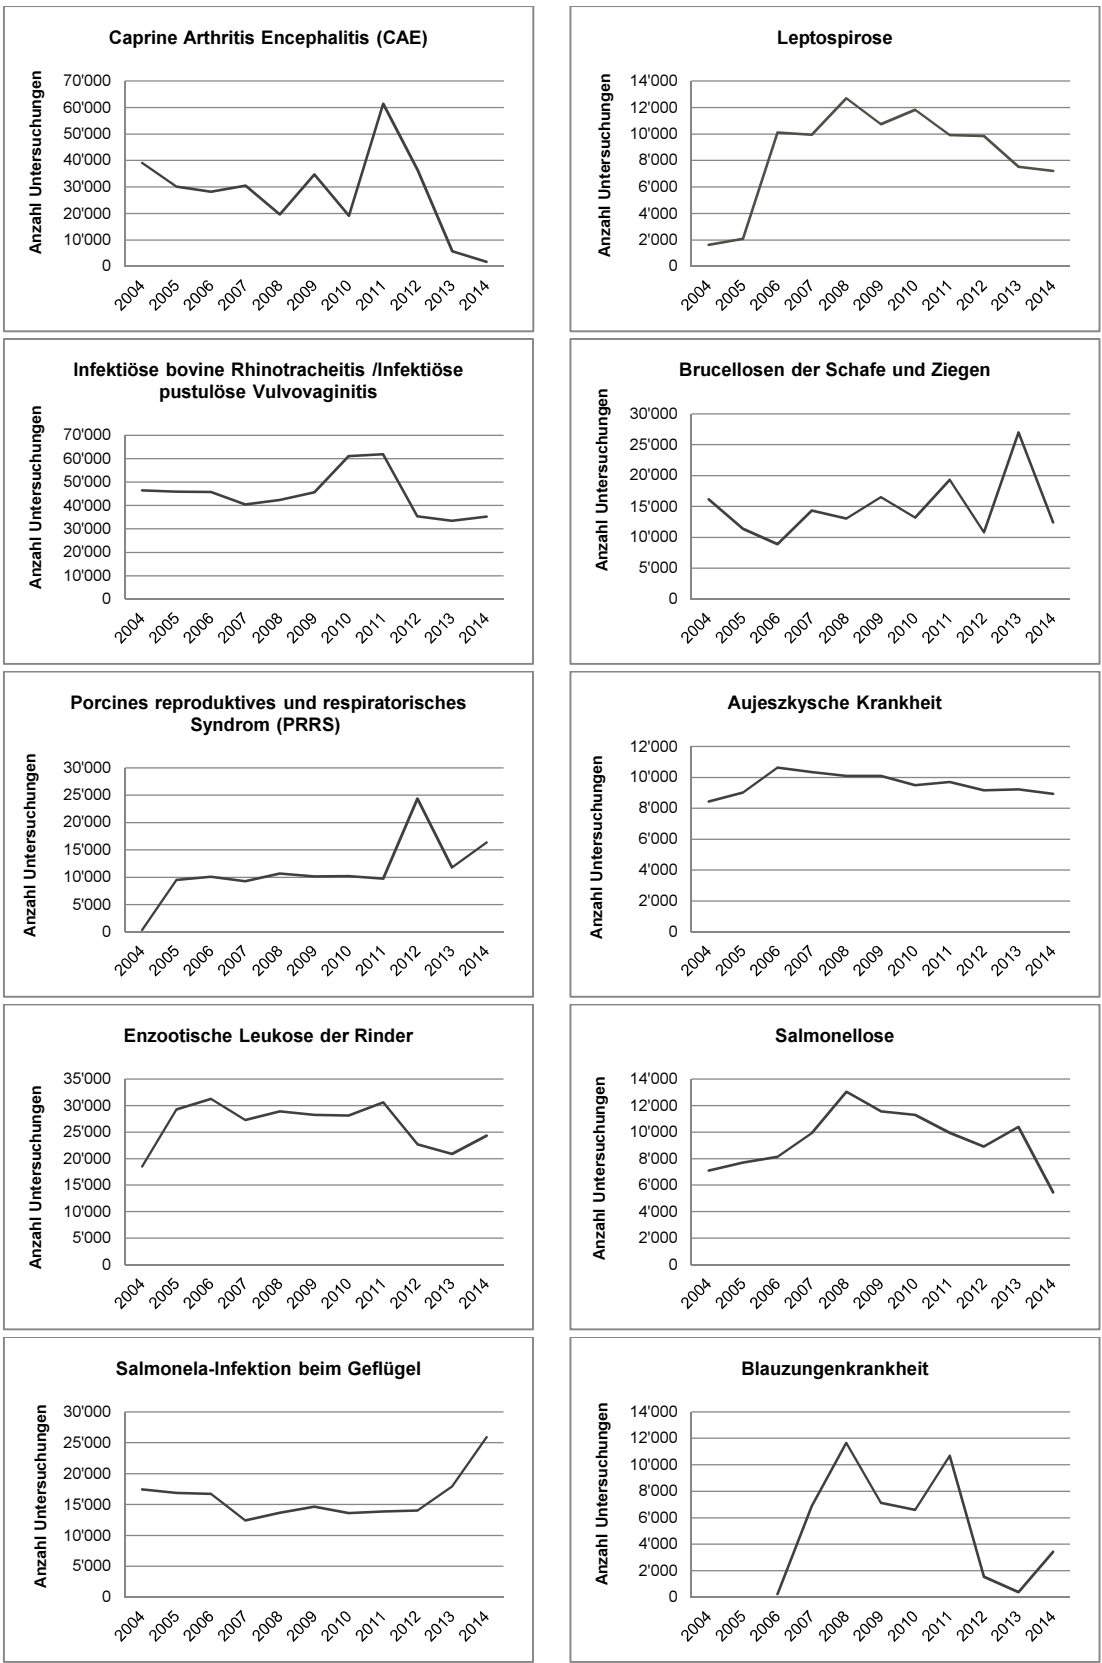 Caprine Arthritis Encephalitis (CAE)
Anzahl Untersuchungen
70'000
60'000
50'000
40'000
30'000
20'000
10'000
0
2004 2005 2006 2007 2008 2009 2010 2011 2012 2013 2014
Leptospirose
Anzahl Untersuchungen
14'000
12'000
10'000
8'000
6'000
4'000
2'000
0
2004 2005 2006 2007 2008 2009 2010 2011 2012 2013 2014
Infektiöse bovine Rhinotracheitis /Infektiöse
pustulöse Vulvovaginitis
Anzahl Untersuchungen
70'000
60'000
50'000
40'000
30'000
20'000
10'000
0
2004 2005 2006 2007 2008 2009 2010 2011 2012 2013 2014
Brucellosen der Schafe und Ziegen
Anzahl Untersuchungen
30'000
25'000
20'000
15'000
10'000
5'000
0
2004 2005 2006 2007 2008 2009 2010 2011 2012 2013 2014
Porcines reproduktives und respiratorisches
Syndrom (PRRS)
Anzahl Untersuchungen
30'000
25'000
20'000
15'000
10'000
5'000
0
2004 2005 2006 2007 2008 2009 2010 2011 2012 2013 2014
Aujeszkysche Krankheit
Anzahl Untersuchungen
12'000
10'000
8'000
6'000
4'000
2'000
0
2004 2005 2006 2007 2008 2009 2010 2011 2012 2013 2014
Enzootische Leukose der Rinder
Anzahl Untersuchungen
35'000
30'000
25'000
20'000
15'000
10'000
5'000
0
2004 2005 2006 2007 2008 2009 2010 2011 2012 2013 2014
Salmonellose
Anzahl Untersuchungen
14'000
12'000
10'000
8'000
6'000
4'000
2'000
0
2004 2005 2006 2007 2008 2009 2010 2011 2012 2013 2014
Salmonela-Infektion beim Geflügel
Anzahl Untersuchungen
30'000
25'000
20'000
15'000
10'000
5'000
0
2004 2005 2006 2007 2008 2009 2010 2011 2012 2013 2014
Blauzungenkrankheit
Anzahl Untersuchungen
14'000
12'000
10'000
8'000
6'000
4'000
2'000
0
2004 2005 2006 2007 2008 2009 2010 2011 2012 2013 2014